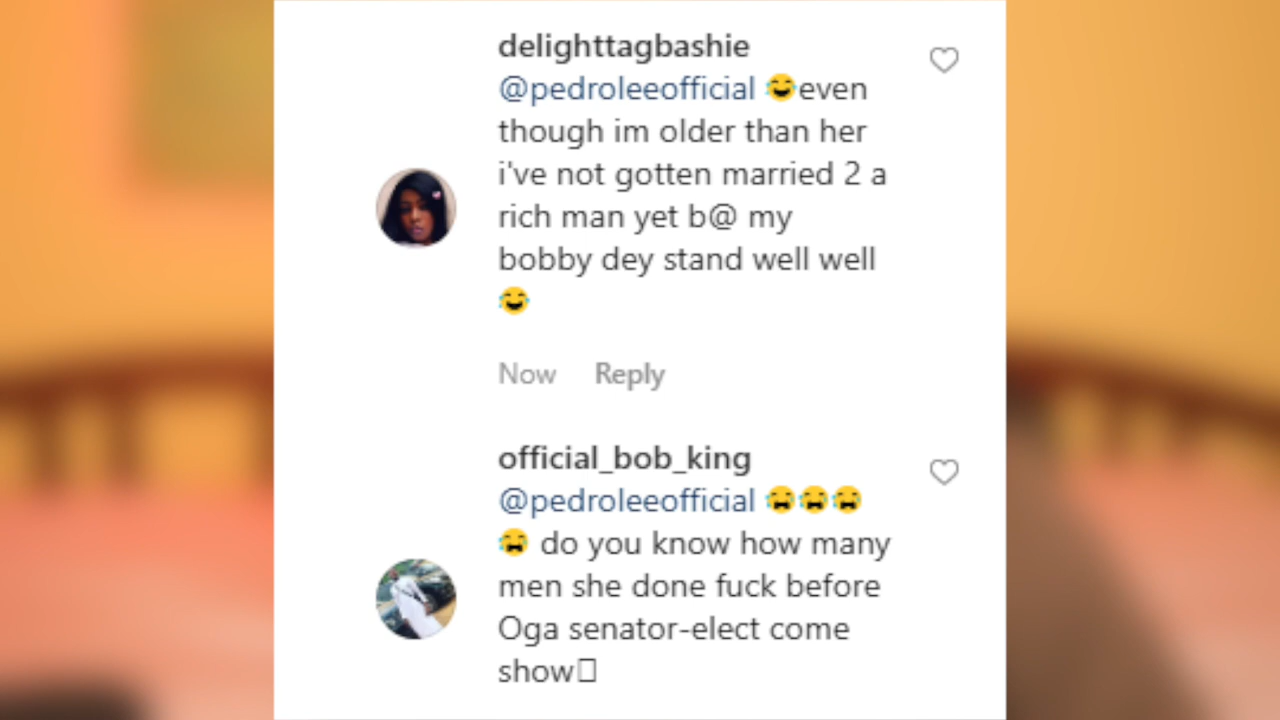 delighttagbashie
@pedroleeofficial 😂even
though im older than her
i've not gotten married 2 a
rich man yet b@ my
bobby dey stand well well
😂
Now Reply
official_bob_king
@pedroleeofficial 😭😭😭
😭 do you know how many
men she done fuck before
Oga senator-elect come
show□